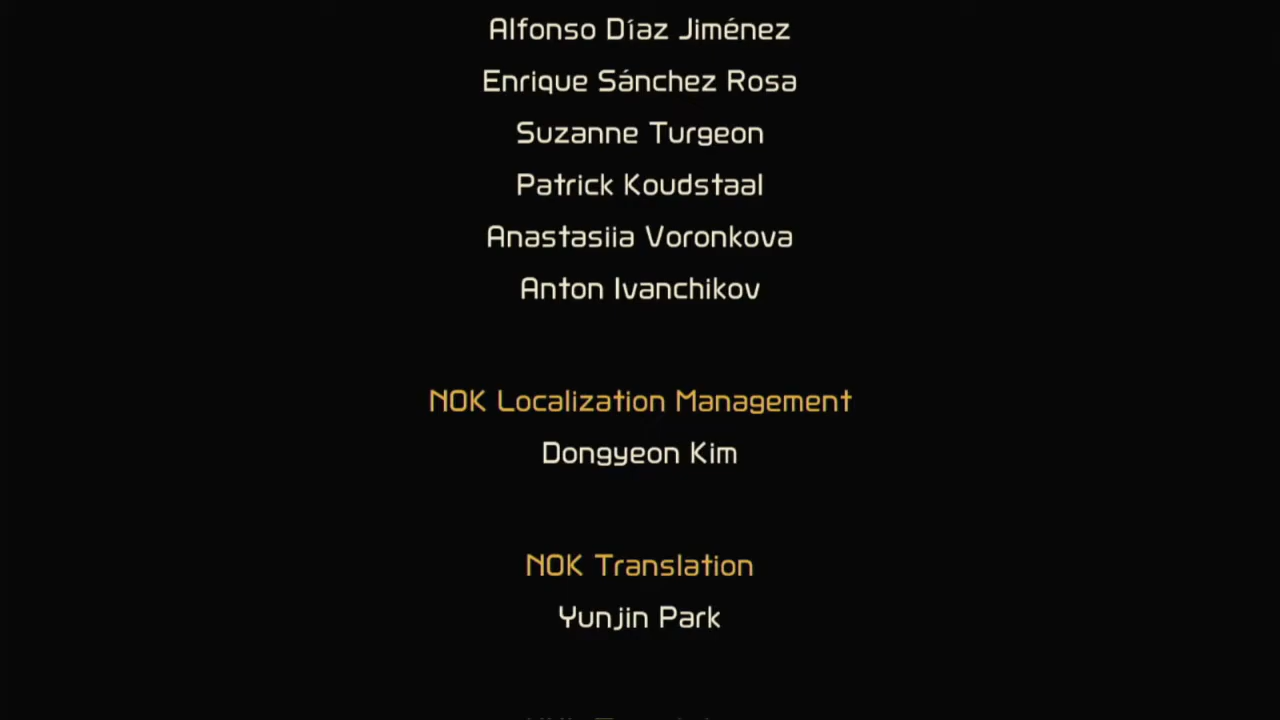 Alfonso Díaz Jiménez
Enrique Sánchez Rosa
Suzanne Turgeon
Patrick Koudstaal
Anastasiia Voronkova
Anton Ivanchikov
NOK Localization Management
Dongyeon Kim
NOK Translation
Yunjin Park